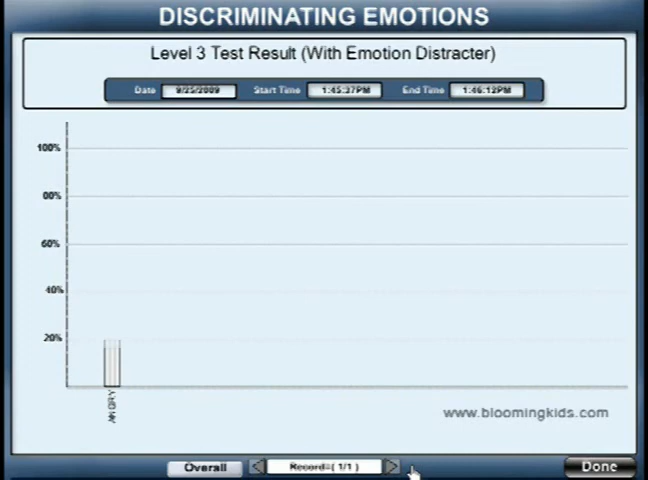 DISCRIMINATING EMOTIONS
Level 3 Test Result (With Emotion Distracter)
Date 9/25/2009 Start Time 1:45:37PM End Time 1:46:12PM
100%
80%
60%
40%
20%
ANGRY
www.bloomingkids.com
Overall Record=( 1/1 ) Done